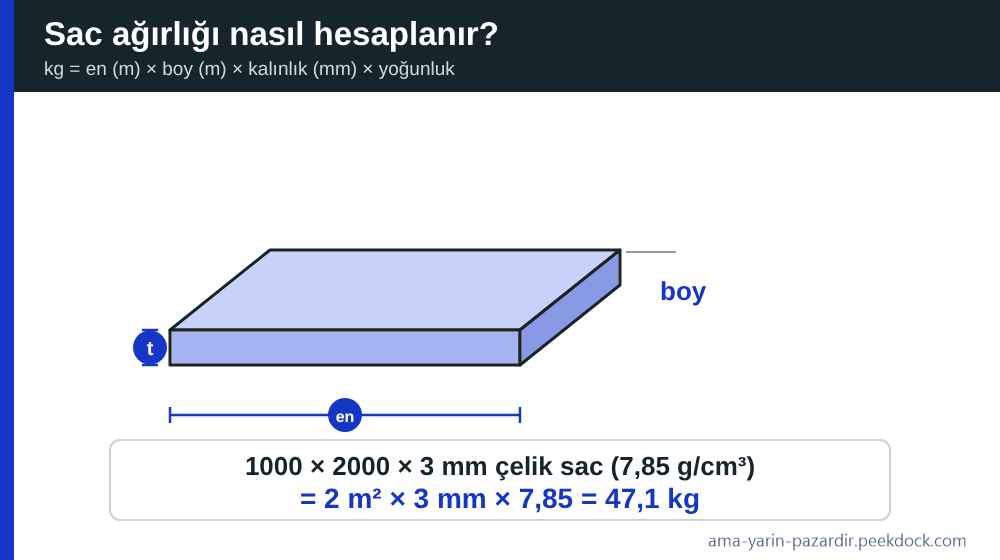 Sac ağırlığı nasıl hesaplanır?
kg = en (m) × boy (m) × kalınlık (mm) × yoğunluk
boy
t
en
1000 × 2000 × 3 mm çelik sac (7,85 g/cm³)
= 2 m² × 3 mm × 7,85 = 47,1 kg
ama-yarin-pazardir.peekdock.com